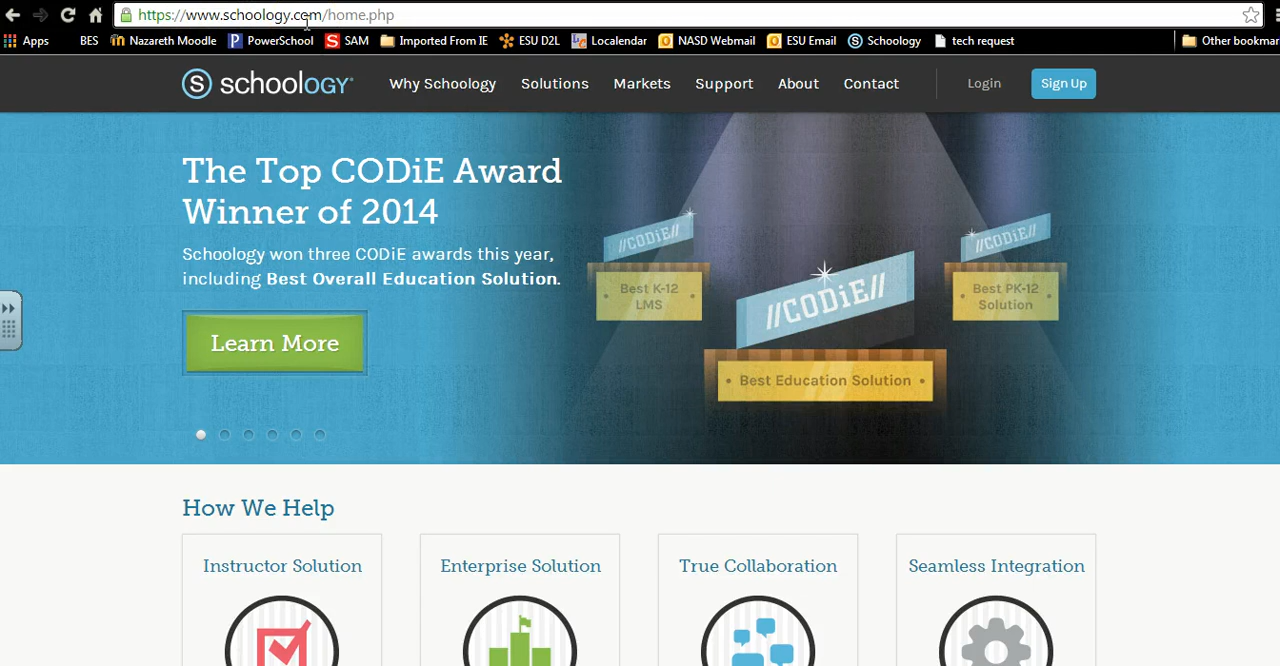 https://www.schoology.com/home.php
Apps BES Nazareth Moodle PowerSchool SAM Imported From IE ESU D2L Localendar NASD Webmail ESU Email Schoology tech request Other bookmar
schoology Why Schoology Solutions Markets Support About Contact Login Sign Up
The Top CODiE Award
Winner of 2014
Schoology won three CODiE awards this year,
including Best Overall Education Solution.
Learn More
//CODiE//
Best K-12
LMS
//CODiE//
Best Education Solution
//CODiE//
Best PK-12
Solution
How We Help
Instructor Solution Enterprise Solution True Collaboration Seamless Integration